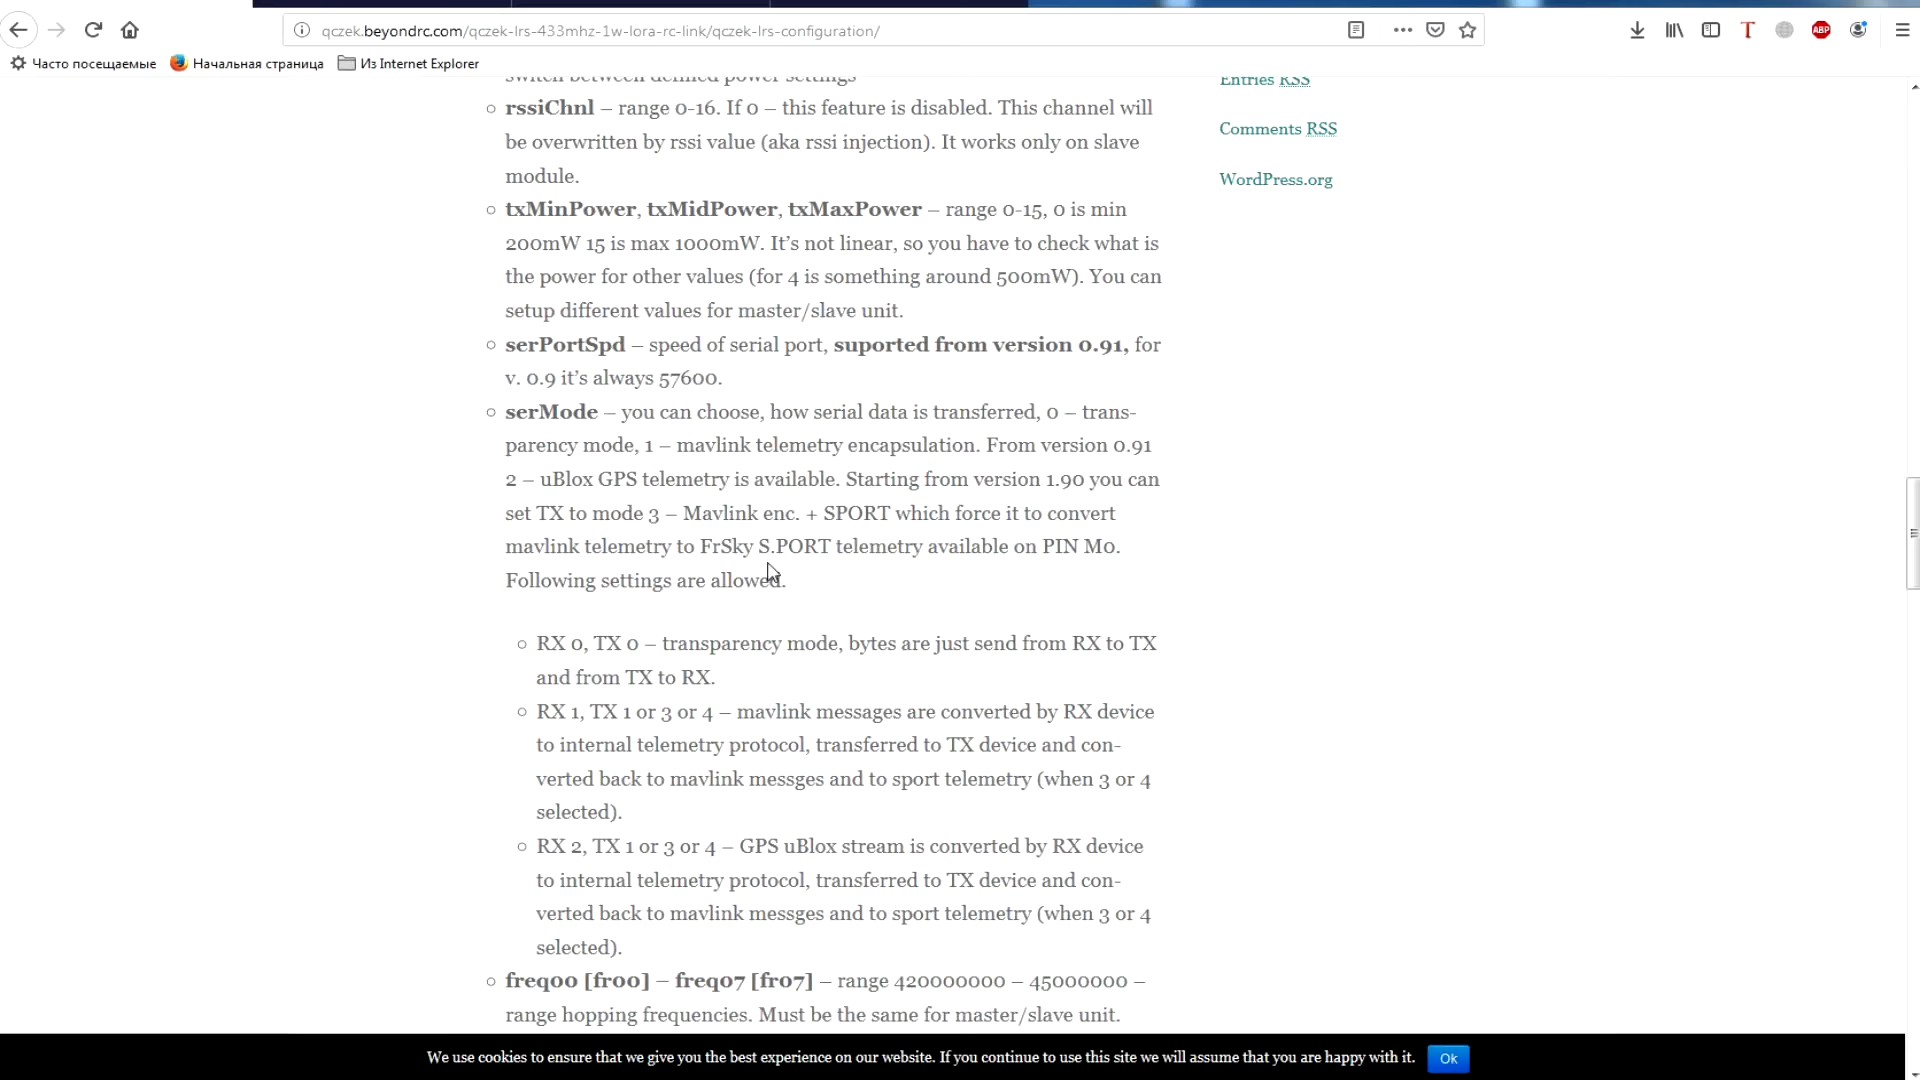 qczek.beyondrc.com/qczek-lrs-433mhz-1w-lora-rc-link/qczek-lrs-configuration/
T
ABP
Часто посещаемые
Начальная страница
Из Internet Explorer
switch between defined power settings
rssiChnl – range 0-16. If 0 – this feature is disabled. This channel will
be overwritten by rssi value (aka rssi injection). It works only on slave
module.
txMinPower, txMidPower, txMaxPower – range 0-15, 0 is min
200mW 15 is max 1000mW. It’s not linear, so you have to check what is
the power for other values (for 4 is something around 500mW). You can
setup different values for master/slave unit.
serPortSpd – speed of serial port, suported from version 0.91, for
v. 0.9 it’s always 57600.
serMode – you can choose, how serial data is transferred, 0 – trans-
parency mode, 1 – mavlink telemetry encapsulation. From version 0.91
2 – uBlox GPS telemetry is available. Starting from version 1.90 you can
set TX to mode 3 – Mavlink enc. + SPORT which force it to convert
mavlink telemetry to FrSky S.PORT telemetry available on PIN M0.
Following settings are allowed.
RX 0, TX 0 – transparency mode, bytes are just send from RX to TX
and from TX to RX.
RX 1, TX 1 or 3 or 4 – mavlink messages are converted by RX device
to internal telemetry protocol, transferred to TX device and con-
verted back to mavlink messges and to sport telemetry (when 3 or 4
selected).
RX 2, TX 1 or 3 or 4 – GPS uBlox stream is converted by RX device
to internal telemetry protocol, transferred to TX device and con-
verted back to mavlink messges and to sport telemetry (when 3 or 4
selected).
freq00 [fr00] – freq07 [fr07] – range 420000000 – 45000000 –
range hopping frequencies. Must be the same for master/slave unit.
Entries RSS
Comments RSS
WordPress.org
We use cookies to ensure that we give you the best experience on our website. If you continue to use this site we will assume that you are happy with it.
Ok